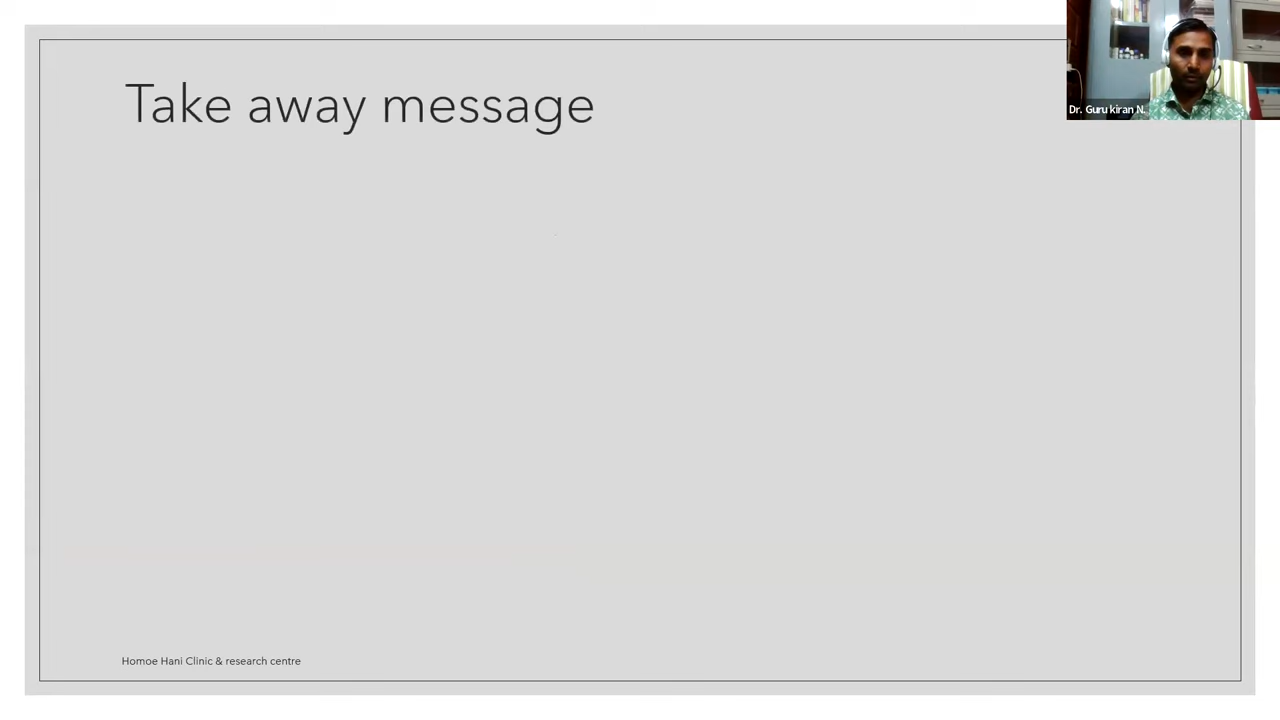 Take away message
Dr. Guru kiran N.
Homoe Hani Clinic & research centre